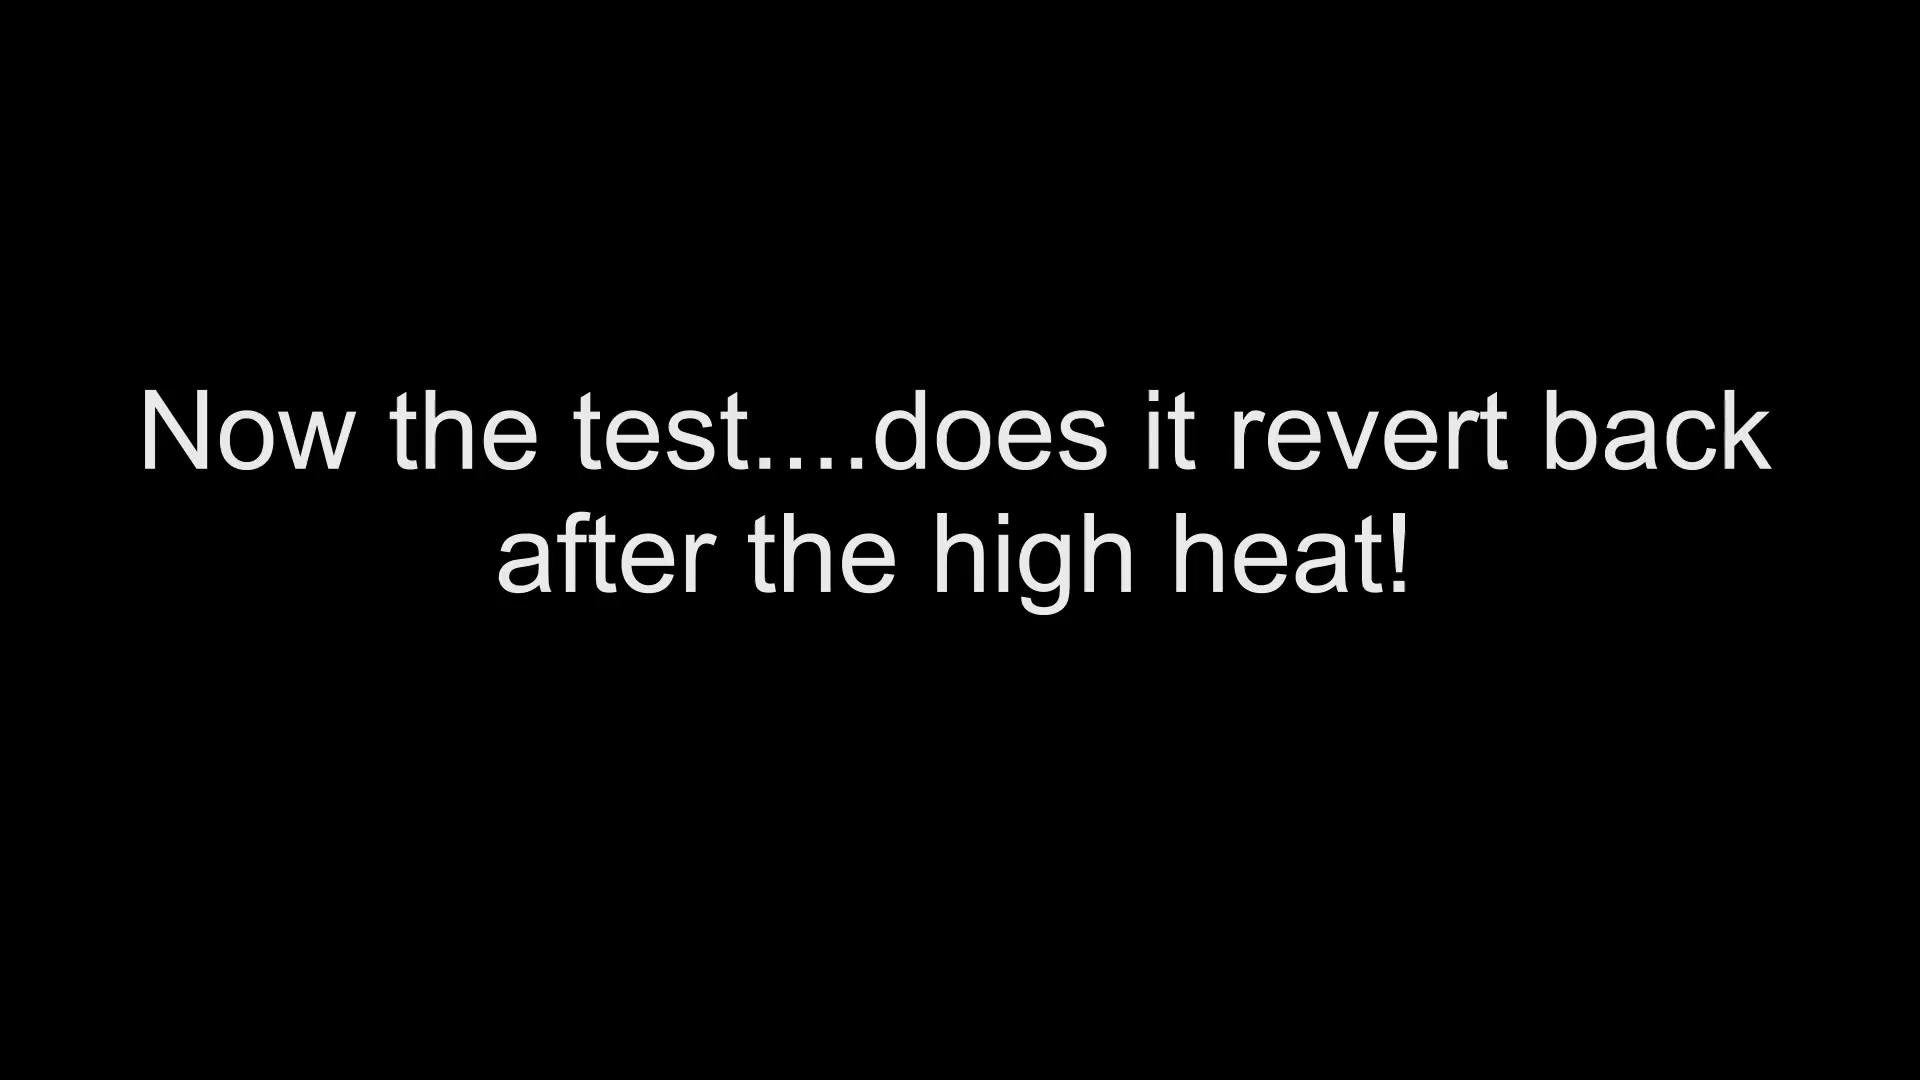 Now the test....does it revert back
after the high heat!